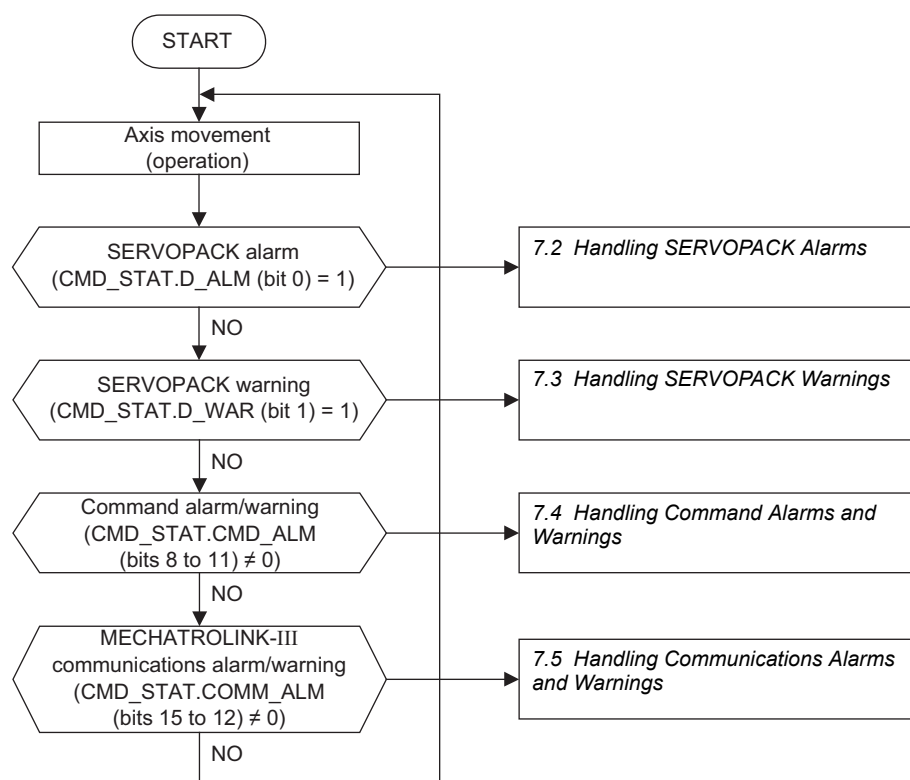 START
Axis movement
(operation)
SERVOPACK alarm
(CMD_STAT.D_ALM (bit 0) = 1)
7.2 Handling SERVOPACK Alarms
NO
SERVOPACK warning
(CMD_STAT.D_WAR (bit 1) = 1)
7.3 Handling SERVOPACK Warnings
NO
Command alarm/warning
(CMD_STAT.CMD_ALM
(bits 8 to 11) ≠ 0)
7.4 Handling Command Alarms and
Warnings
NO
MECHATROLINK-III
communications alarm/warning
(CMD_STAT.COMM_ALM
(bits 15 to 12) ≠ 0)
7.5 Handling Communications Alarms
and Warnings
NO